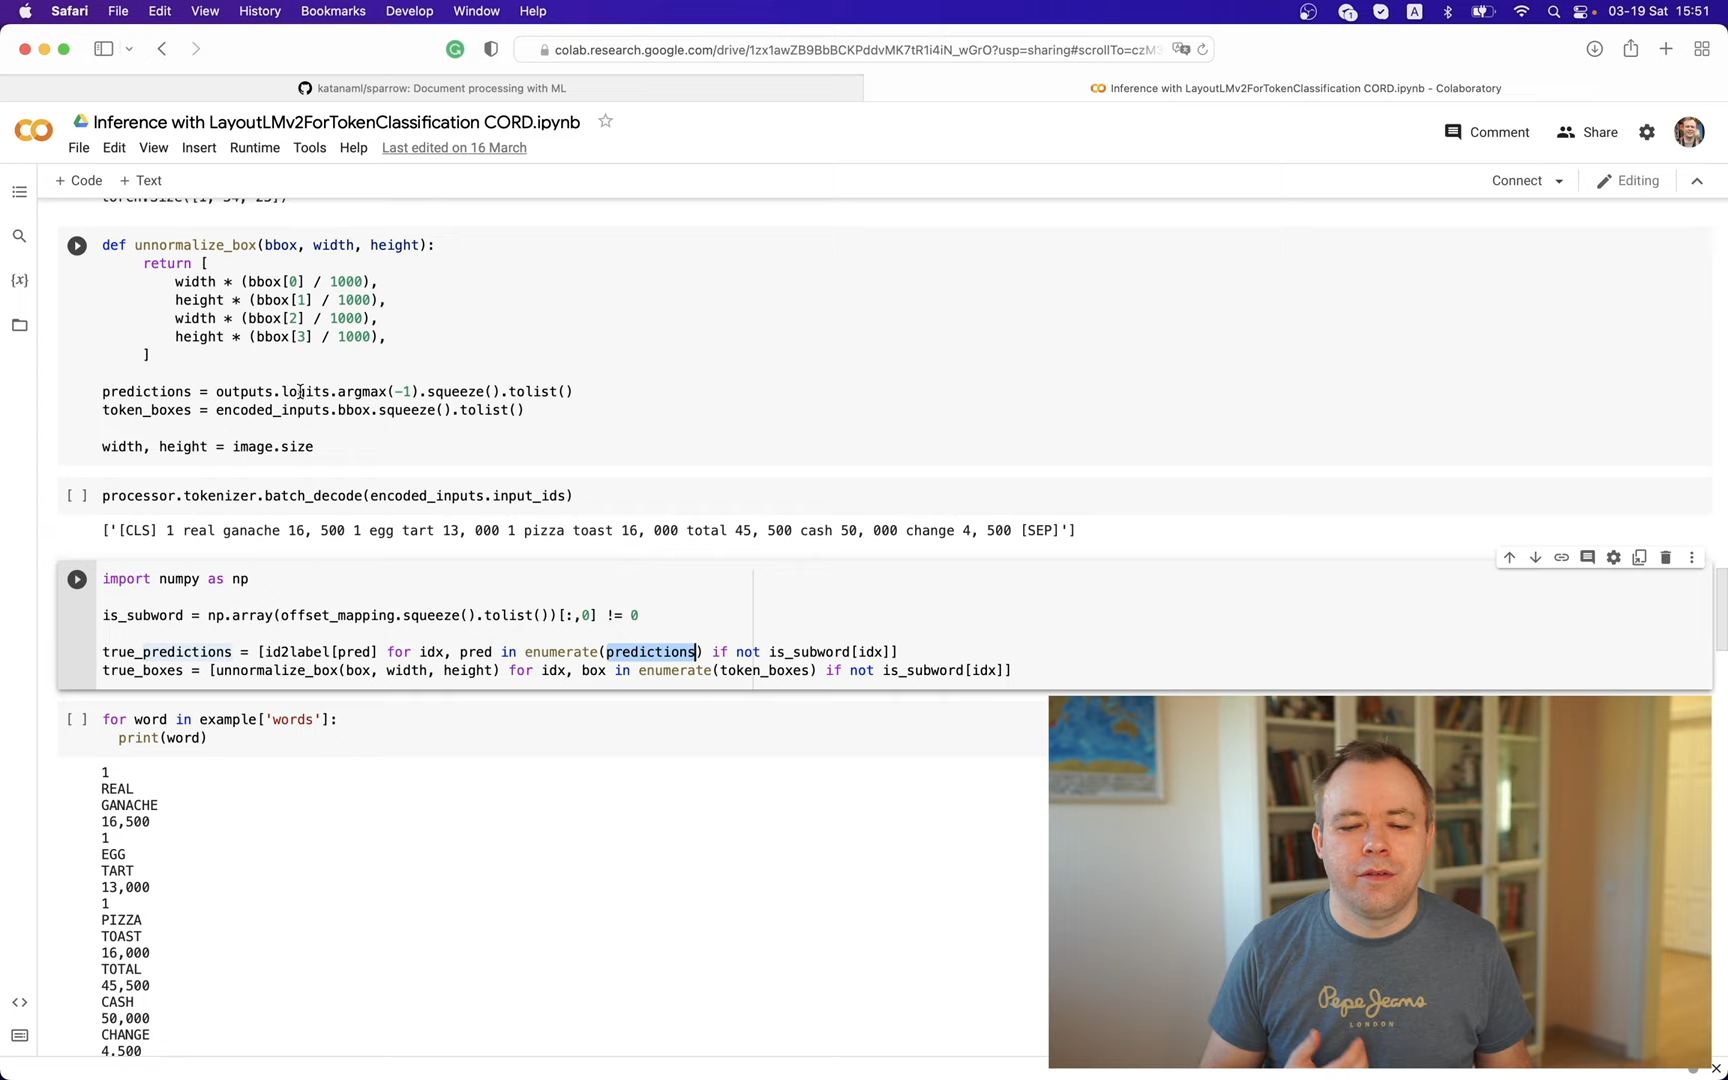 Safari File Edit View History Bookmarks Develop Window Help 1 A 03-19 Sat 15:51
colab.research.google.com/drive/1zx1awZB9BbBCKPddvMK7tR1i4iN_wGrO?usp=sharing#scrollTo=czM
katanaml/sparrow: Document processing with ML
Inference with LayoutLMv2ForTokenClassification CORD.ipynb - Colaboratory
Inference with LayoutLMv2ForTokenClassification CORD.ipynb
Comment Share
File Edit View Insert Runtime Tools Help Last edited on 16 March
+ Code + Text Connect Editing
torch.Size([1, 54, 25])
def unnormalize_box(bbox, width, height):
return [
width * (bbox[0] / 1000),
height * (bbox[1] / 1000),
width * (bbox[2] / 1000),
height * (bbox[3] / 1000),
]
predictions = outputs.logits.argmax(-1).squeeze().tolist()
token_boxes = encoded_inputs.bbox.squeeze().tolist()
width, height = image.size
[ ] processor.tokenizer.batch_decode(encoded_inputs.input_ids)
['[CLS] 1 real ganache 16, 500 1 egg tart 13, 000 1 pizza toast 16, 000 total 45, 500 cash 50, 000 change 4, 500 [SEP]']
import numpy as np
is_subword = np.array(offset_mapping.squeeze().tolist())[:,0] != 0
true_predictions = [id2label[pred] for idx, pred in enumerate(predictions) if not is_subword[idx]]
true_boxes = [unnormalize_box(box, width, height) for idx, box in enumerate(token_boxes) if not is_subword[idx]]
[ ] for word in example['words']:
print(word)
1
REAL
GANACHE
16,500
1
EGG
TART
13,000
1
PIZZA
TOAST
16,000
TOTAL
45,500
CASH
50,000
CHANGE
4,500
Pepe Jeans
LONDON